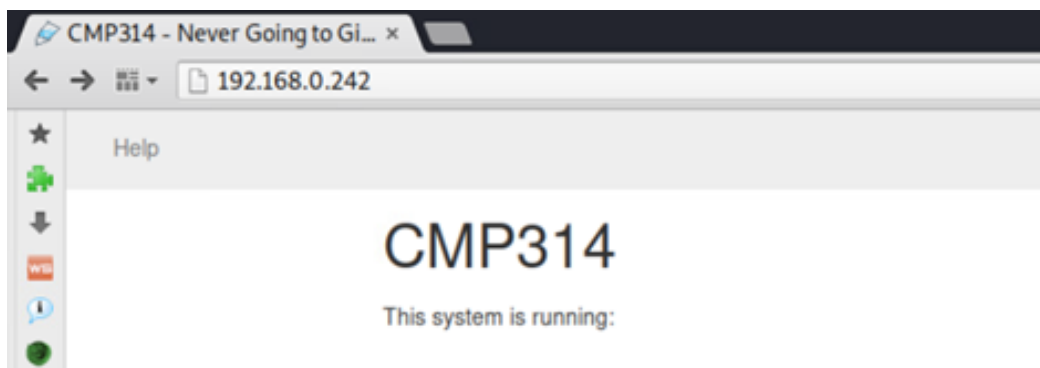 CMP314 - Never Going to Gi... ×
192.168.0.242
Help
CMP314
This system is running: